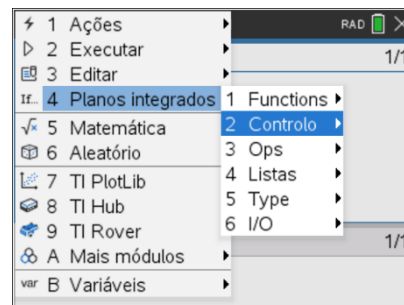 1 Ações
2 Executar
3 Editar
If... 4 Planos integrados
√x 5 Matemática
6 Aleatório
7 TI PlotLib
8 TI Hub
9 TI Rover
A Mais módulos
var B Variáveis
1 Functions
2 Controlo
3 Ops
4 Listas
5 Type
6 I/O
RAD
1/1
1/1